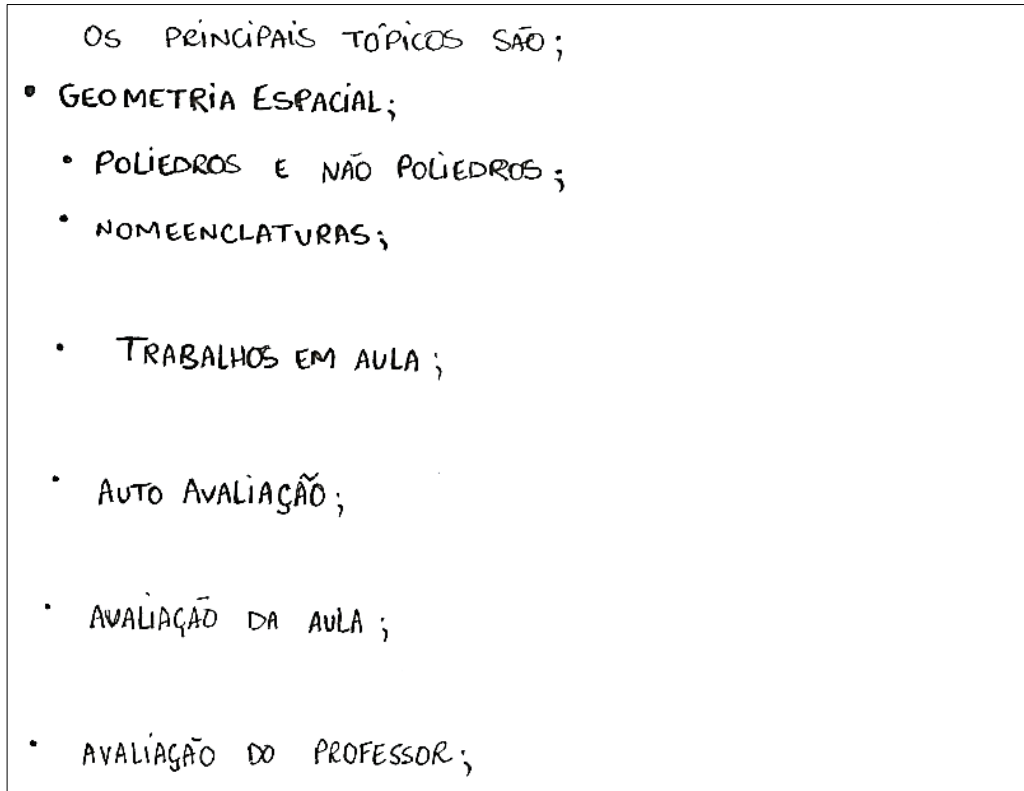 OS PRINCIPAIS TÔPICOS SÃO;
• GEOMETRIA ESPACIAL;
• POLIEDROS E NÃO POLIEDROS;
• NOMEENCLATURAS;
• TRABALHOS EM AULA;
• AUTO AVALIAÇÃO;
• AVALIAÇÃO DA AULA;
• AVALIAÇÃO DO PROFESSOR;